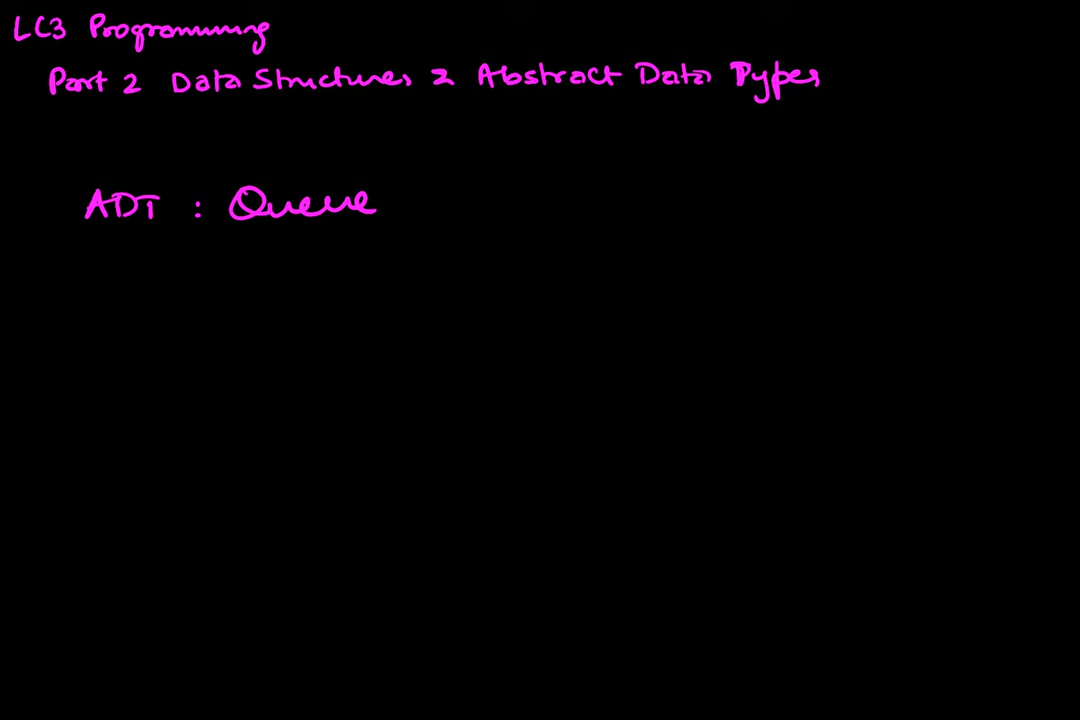 LC3 Programming
Part 2 Data Structures & Abstract Data Types
ADT : Queue